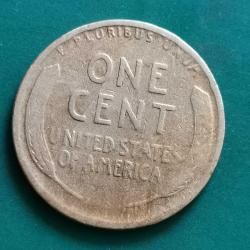 E PLURIBUS UNUM
ONE
CENT
UNITED STATES
OF AMERICA